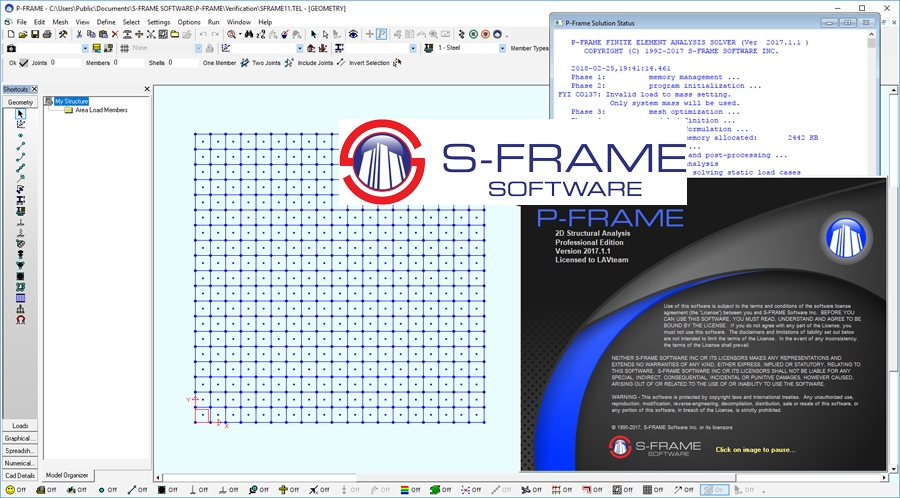 P-FRAME - C:\Users\Public\Documents\S-FRAME SOFTWARE\P-FRAME\Verification\SFRAME11.TEL - [GEOMETRY]
File Edit Model View Define Select Settings Options Run Window Help
None
1 - Steel
Member Types
Ok Joints 0 Members 0 Shells 0 One Member Two Joints Include Joints Invert Selection
Shortcuts
Geometry
My Structure
Area Load Members
Loads
Graphical ...
Spreadsh...
Numerical...
Cad Details
Model Organizer
Y
X
P-Frame Solution Status
P-FRAME FINITE ELEMENT ANALYSIS SOLVER (Ver 2017.1.1 )
COPYRIGHT (C) 1992-2017 S-FRAME SOFTWARE INC.
2018-02-25,19:41:14.461
Phase 1: memory management ...
Phase 2: program initialization ...
FYI CO137: Invalid load to mass setting.
Only system mass will be used.
Phase 3: mesh optimization ...
definition ...
formulation ...
memory allocated: 2442 KB
and post-processing ...
analysis
solving static load cases
S-FRAME
SOFTWARE
P-FRAME
2D Structural Analysis
Professional Edition
Version 2017.1.1
Licensed to LAVteam
Use of this software is subject to the terms and conditions of the software license
agreement (the "License") between you and S-FRAME Software Inc. BEFORE YOU
CAN USE THIS SOFTWARE, YOU MUST READ, UNDERSTAND AND AGREE TO BE
BOUND BY THE LICENSE. If you do not agree with any part of the License, you
must not use this software. The disclaimers and limitations of liability set out below
are not intended to limit the terms of the License. In the event of any inconsistency,
the terms of the License shall prevail.
NEITHER S-FRAME SOFTWARE INC OR ITS LICENSORS MAKES ANY REPRESENTATIONS AND
EXTENDS NO WARRANTIES OF ANY KIND, EITHER EXPRESS, IMPLIED OR STATUTORY, RELATING TO
THIS SOFTWARE. S-FRAME SOFTWARE INC OR ITS LICENSORS SHALL NOT BE LIABLE FOR ANY
SPECIAL, INDIRECT, CONSEQUENTIAL, INCIDENTAL OR PUNITIVE DAMAGES, HOWEVER CAUSED,
ARISING OUT OF OR RELATED TO THE USE OF OR INABILITY TO USE THE SOFTWARE.
WARNING - This software is protected by copyright laws and international treaties. Any unauthorized use,
reproduction, modification, reverse-engineering, decompilation, distribution, sale or resale of this software, or
any portion of this software, in breach of the License, is strictly prohibited.
© 1995-2017, S-FRAME Software Inc. or its licensors
S-FRAME
SOFTWARE
Click on image to pause...
Off Off Off Off Off Off Off Off Off Off Off Off Off Off Off Off Off Off Off Off Off On Off